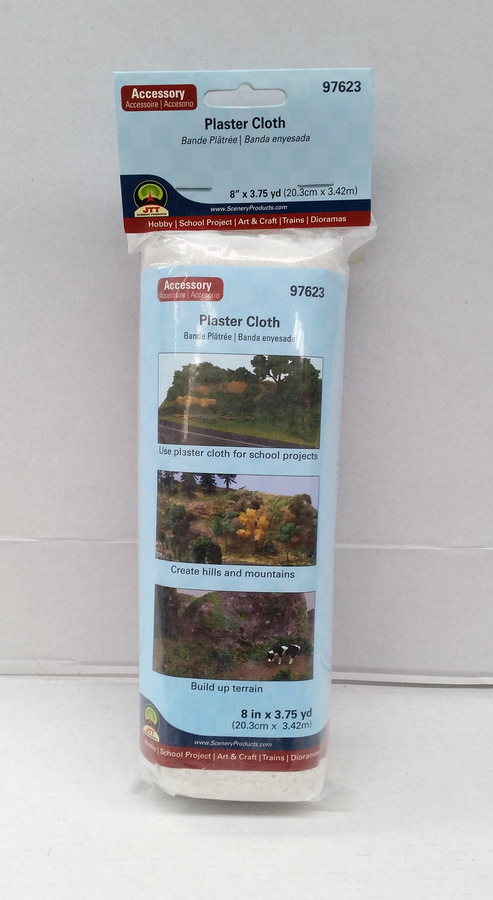 Accessory
Accessoire | Accesorio
97623
Plaster Cloth
Bande Plâtrée | Banda enyesada
8" x 3.75 yd (20.3cm x 3.42m)
JTT
SCENERY PRODUCTS
www.SceneryProducts.com
Hobby | School Project | Art & Craft | Trains | Dioramas
Accessory
Accessoire | Accesorio
97623
Plaster Cloth
Bande Plâtrée | Banda enyesada
Use plaster cloth for school projects
Create hills and mountains
Build up terrain
8 in x 3.75 yd
(20.3cm x 3.42m)
JTT
www.SceneryProducts.com
Hobby | School Project | Art & Craft | Trains | Dioramas